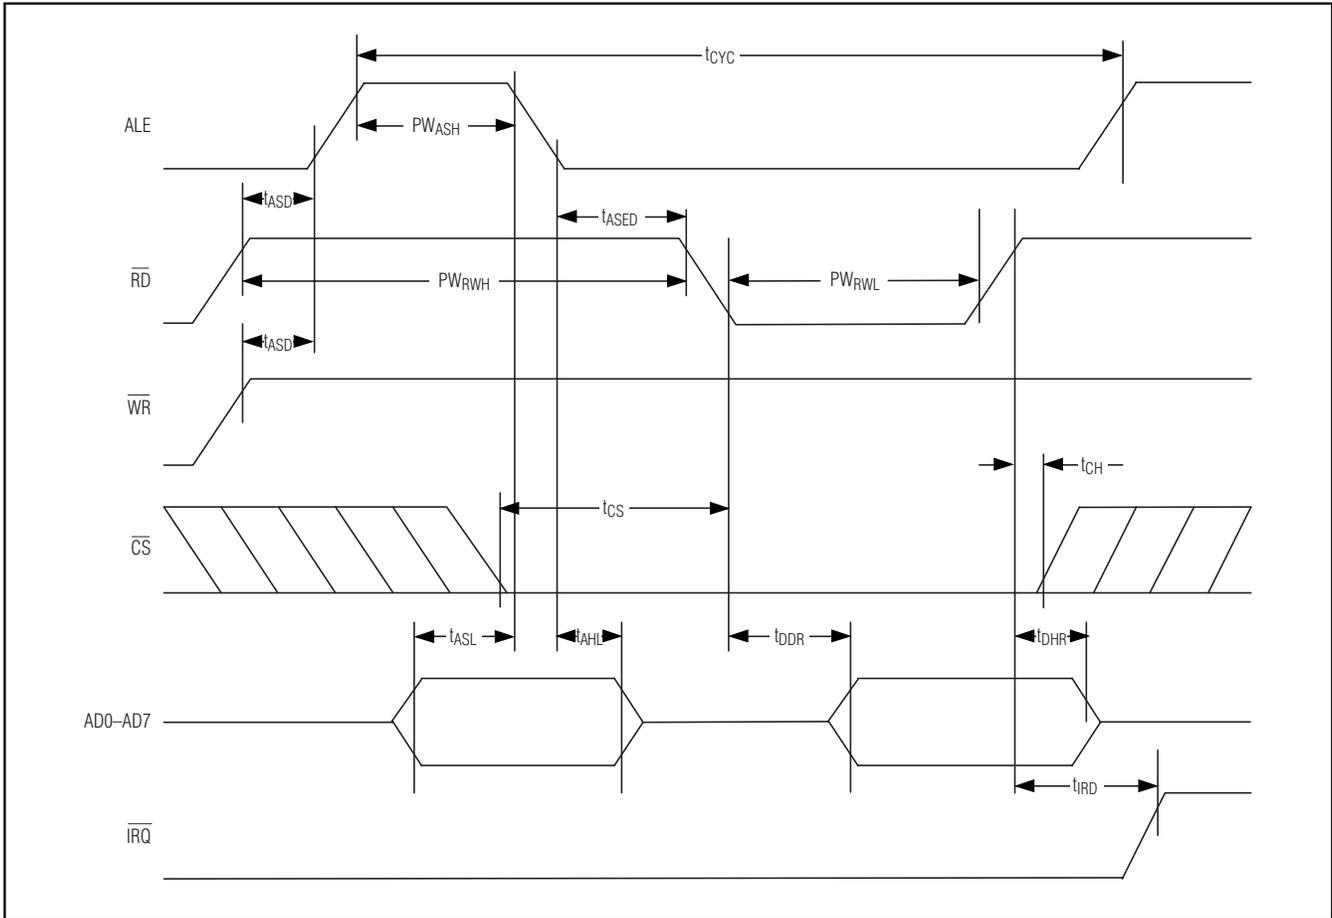 tCYC
ALE
PWASH
tASD
tASED
RD
PWRWH
PWRWL
tASD
WR
tCH
tCS
CS
tASL
tAHL
tDDR
tDHR
AD0–AD7
tIRD
IRQ